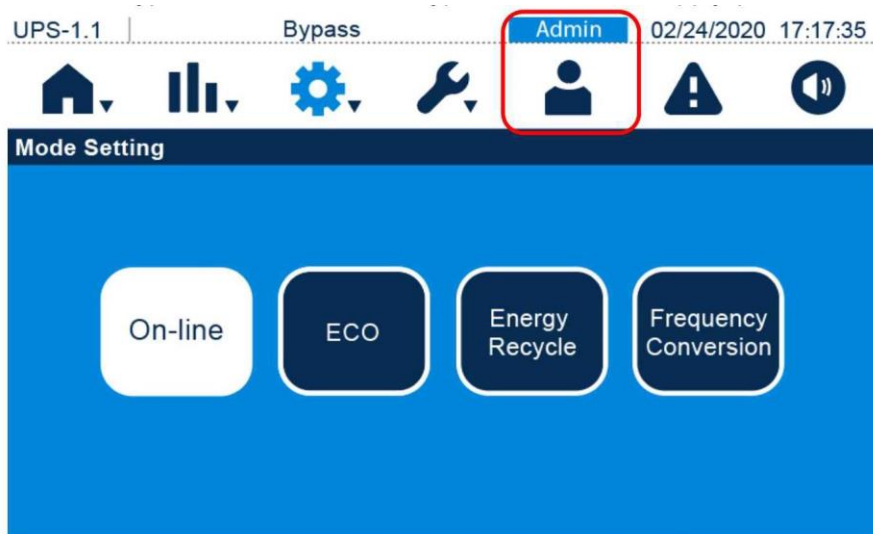 UPS-1.1 Bypass Admin 02/24/2020 17:17:35
Mode Setting
On-line
ECO
Energy
Recycle
Frequency
Conversion